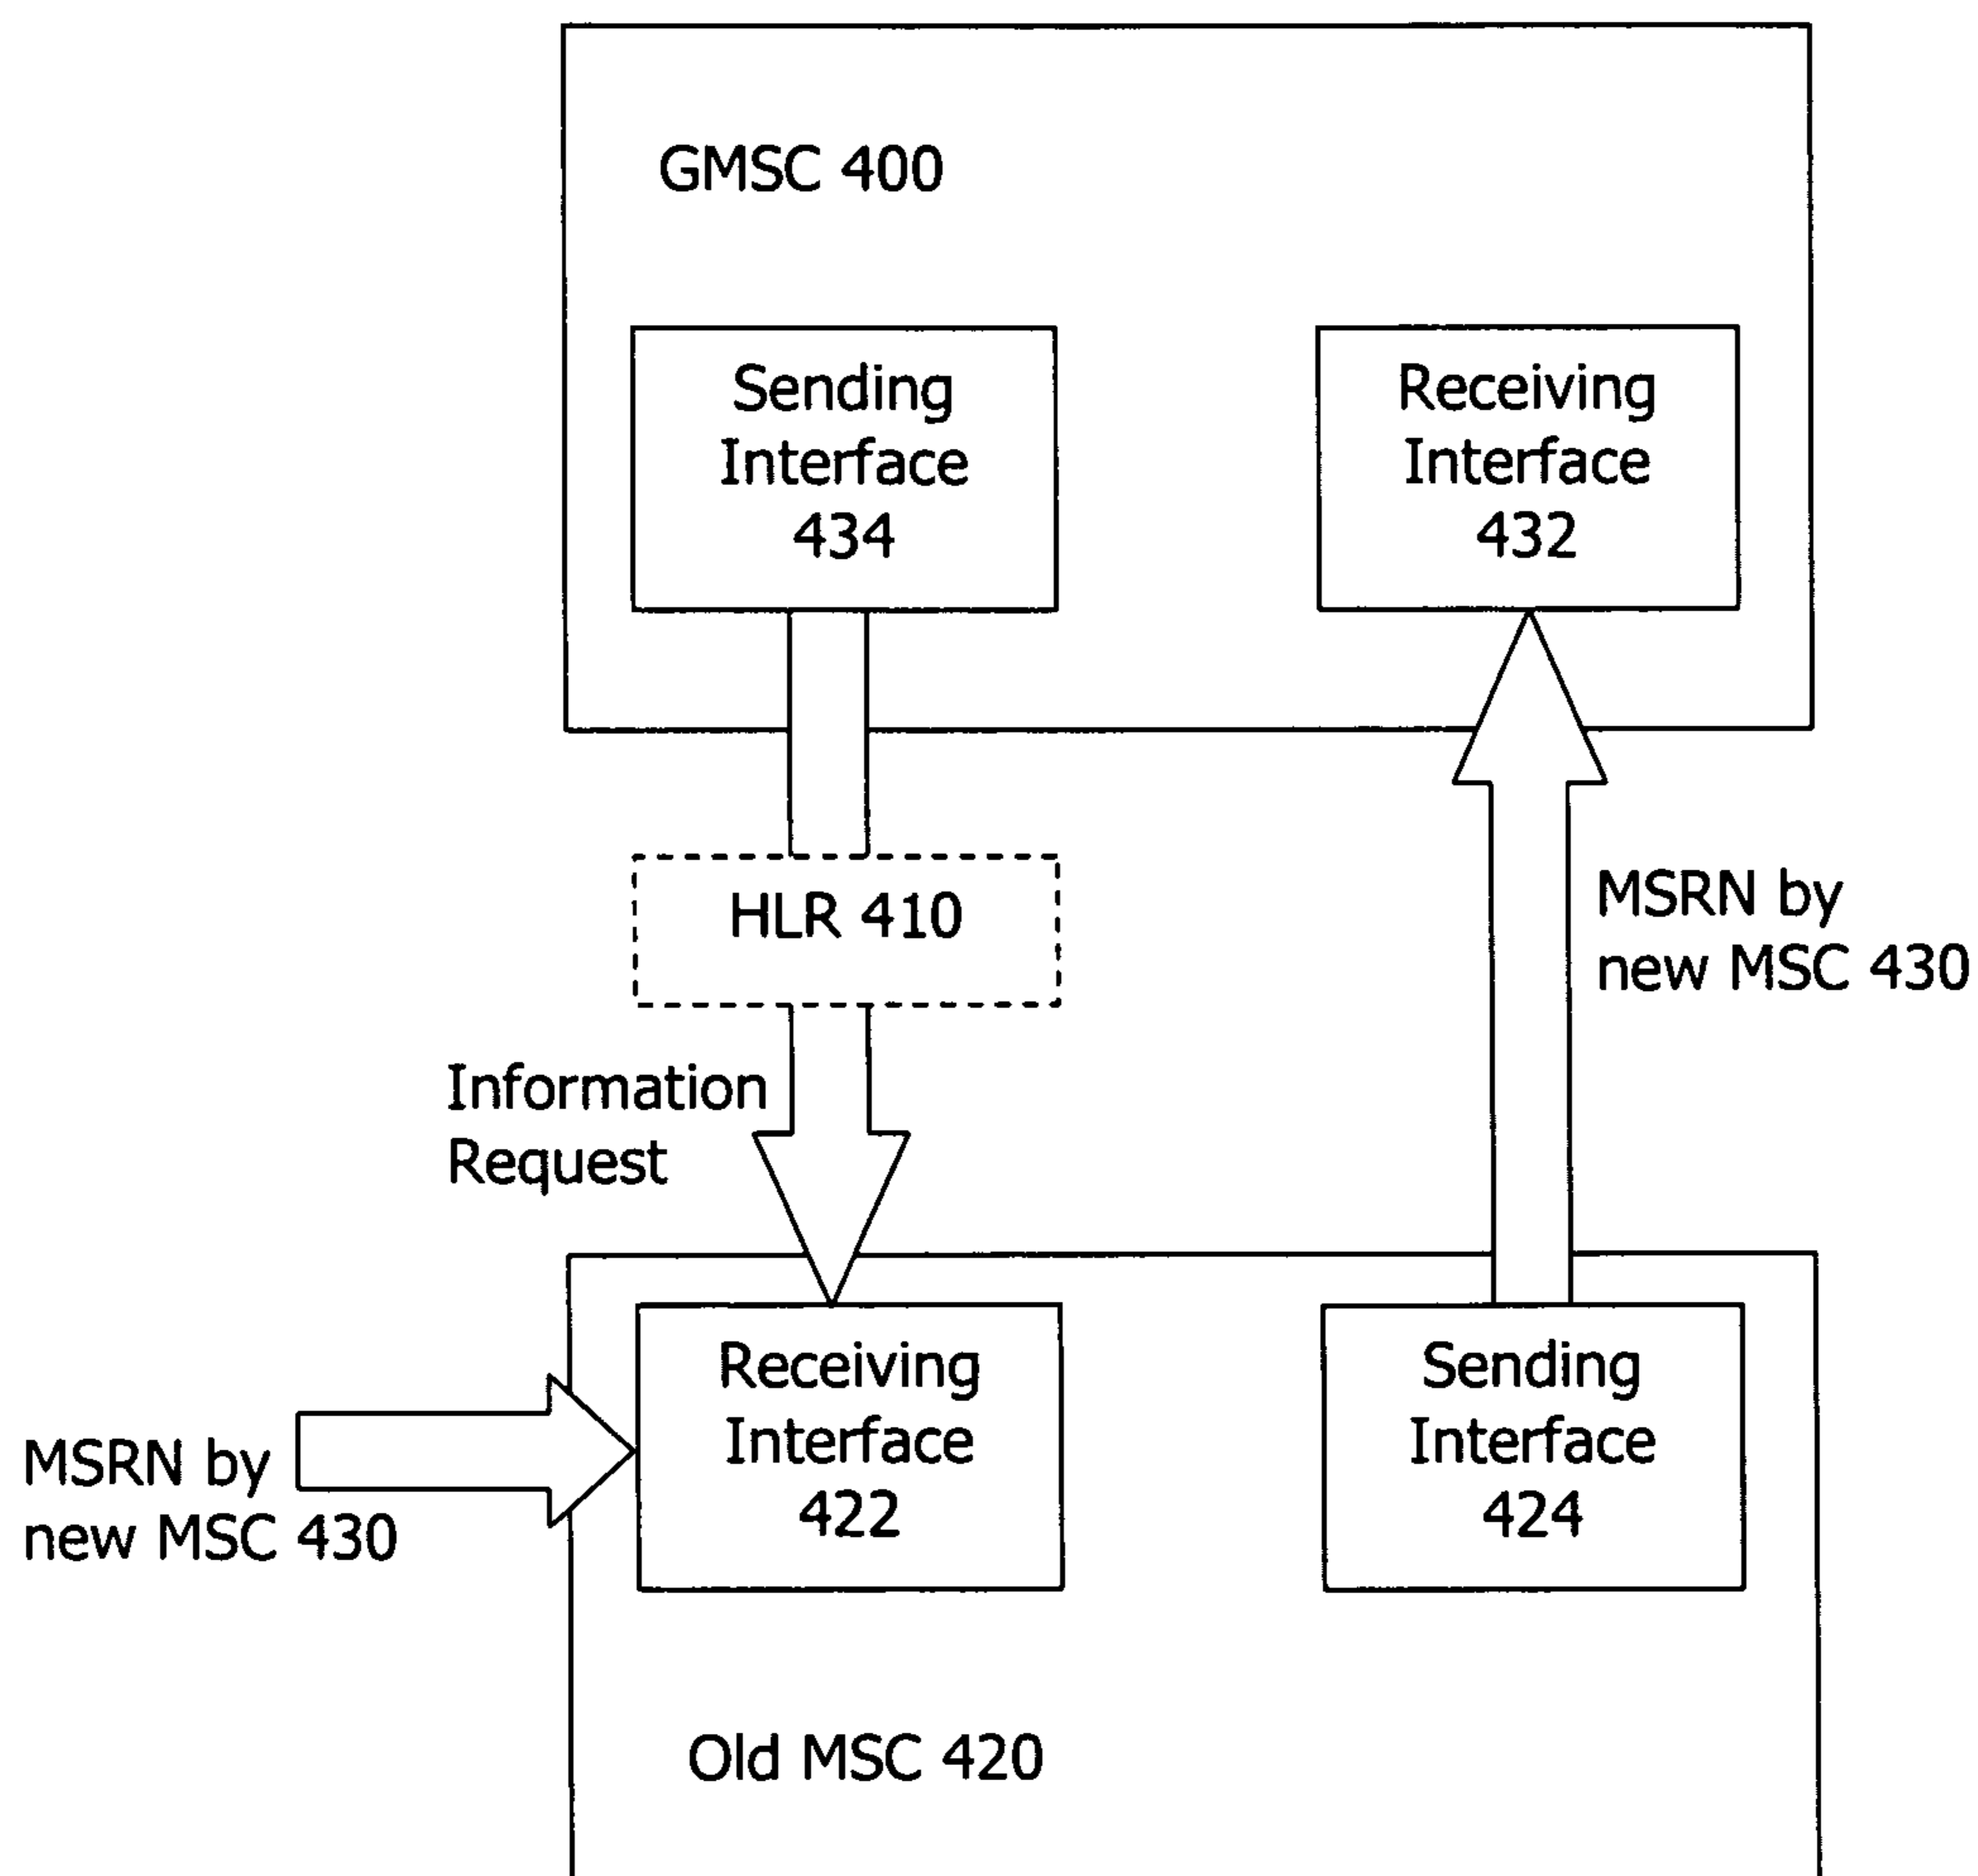 GMSC 400
Sending
Interface
434
Receiving
Interface
432
HLR 410
MSRN by
new MSC 430
Information
Request
Receiving
Interface
422
Sending
Interface
424
MSRN by
new MSC 430
Old MSC 420